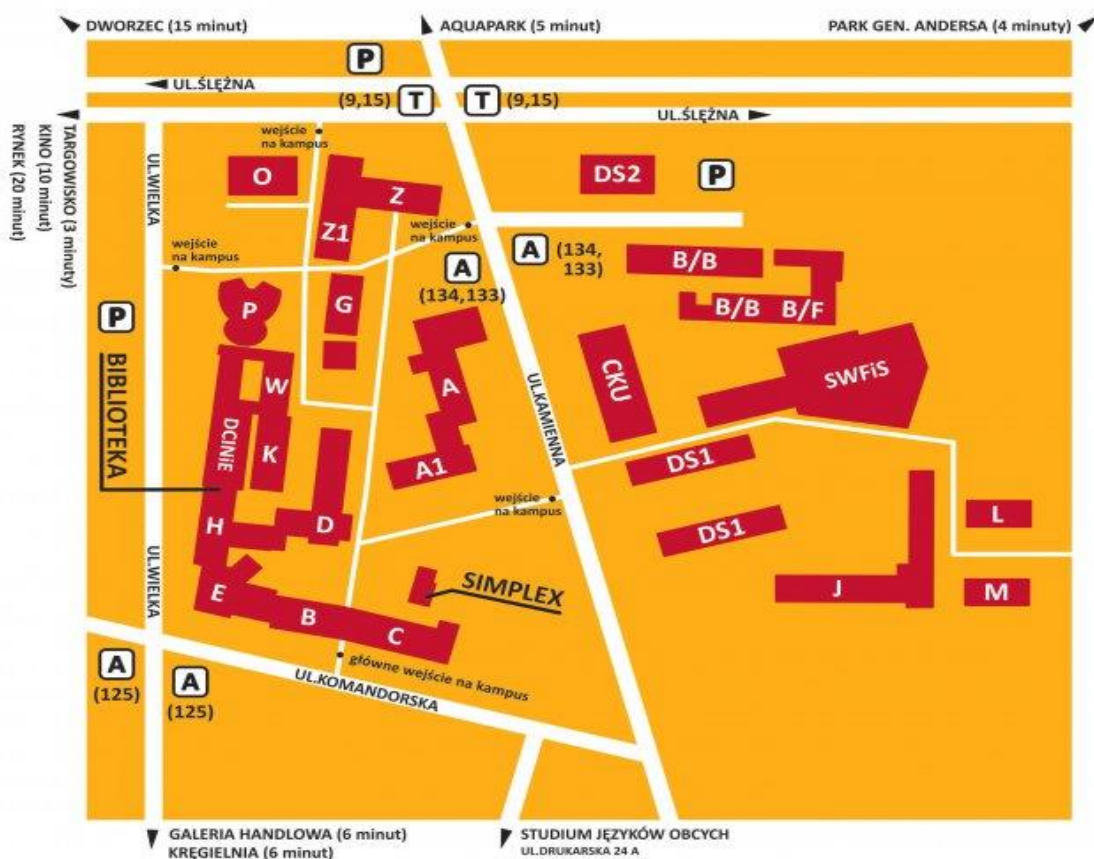 DWORZEC (15 minut)
AQUAPARK (5 minut)
PARK GEN. ANDERSA (4 minuty)
P
UL.ŚLĘŻNA
(9,15) T
T (9,15)
UL.ŚLĘŻNA
TARGOWISKO (3 minuty)
KINO (10 minut)
RYNEK (20 minut)
UL.WIELKA
wejście
na kampus
O
Z
Z1
DS2
P
wejście
na kampus
wejście
na kampus
A
(134,133)
A
(134,
133)
B/B
B/B
B/F
P
G
P
BIBLIOTEKA
W
DCINiE
K
A
A1
CKU
SWFiS
UL.KAMIENNA
DS1
DS1
wejście
na kampus
H
D
L
J
M
UL.WIELKA
E
B
C
SIMPLEX
główne wejście na kampus
UL.KOMANDORSKA
A
(125)
A
(125)
GALERIA HANDLOWA (6 minut)
KRĘGIELNIA (6 minut)
STUDIUM JĘZYKÓW OBCYCH
UL.DRUKARSKA 24 A